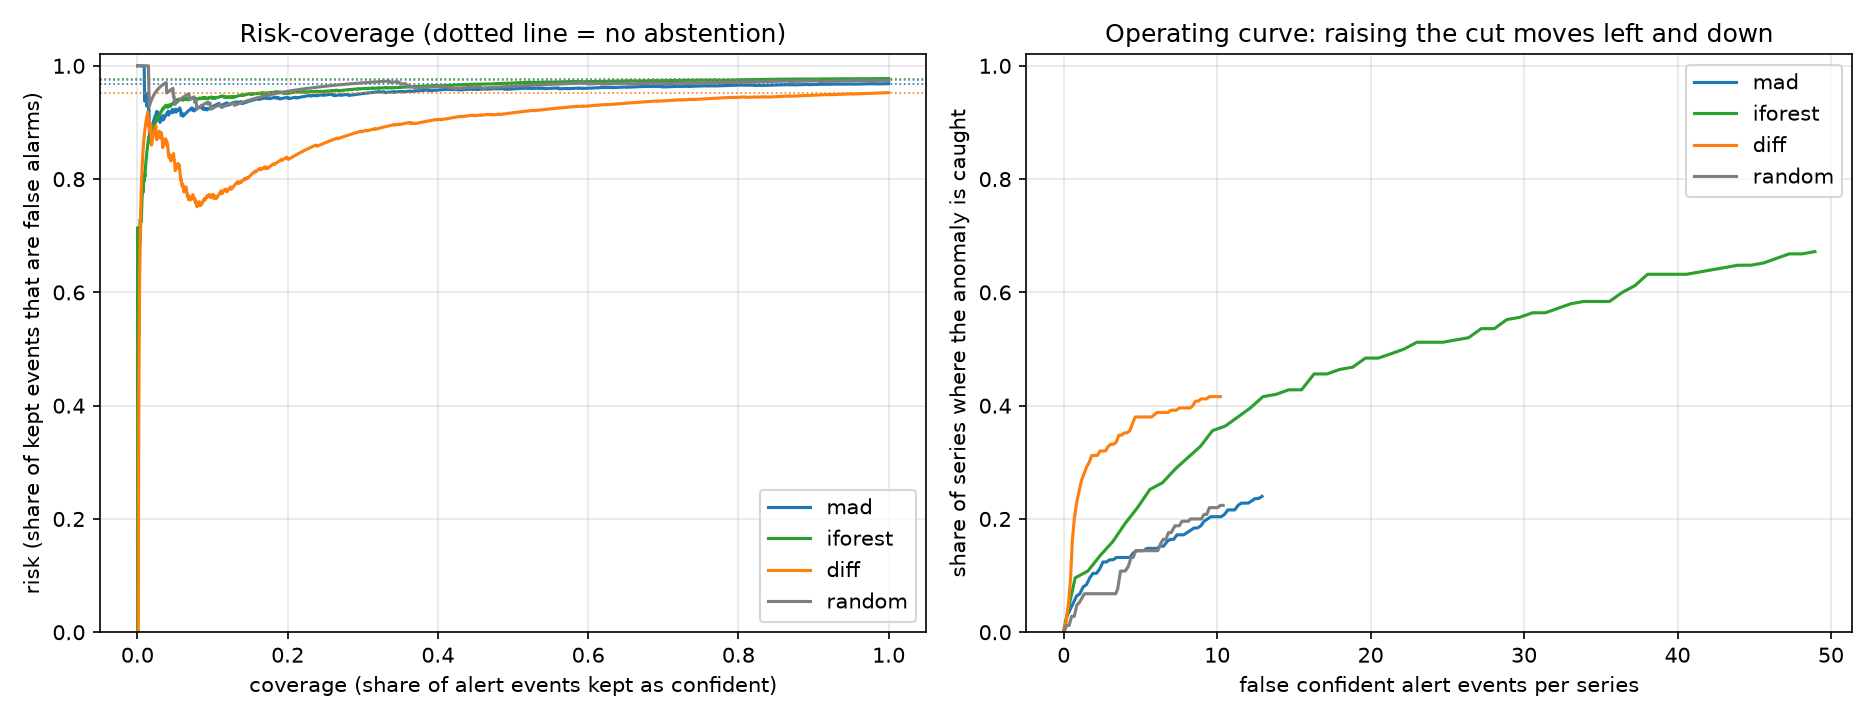 Risk-coverage (dotted line = no abstention)
risk (share of kept events that are false alarms)
1.0
0.8
0.6
0.4
0.2
0.0
0.0 0.2 0.4 0.6 0.8 1.0
coverage (share of alert events kept as confident)
mad
iforest
diff
random
Operating curve: raising the cut moves left and down
share of series where the anomaly is caught
1.0
0.8
0.6
0.4
0.2
0.0
0 10 20 30 40 50
false confident alert events per series
mad
iforest
diff
random